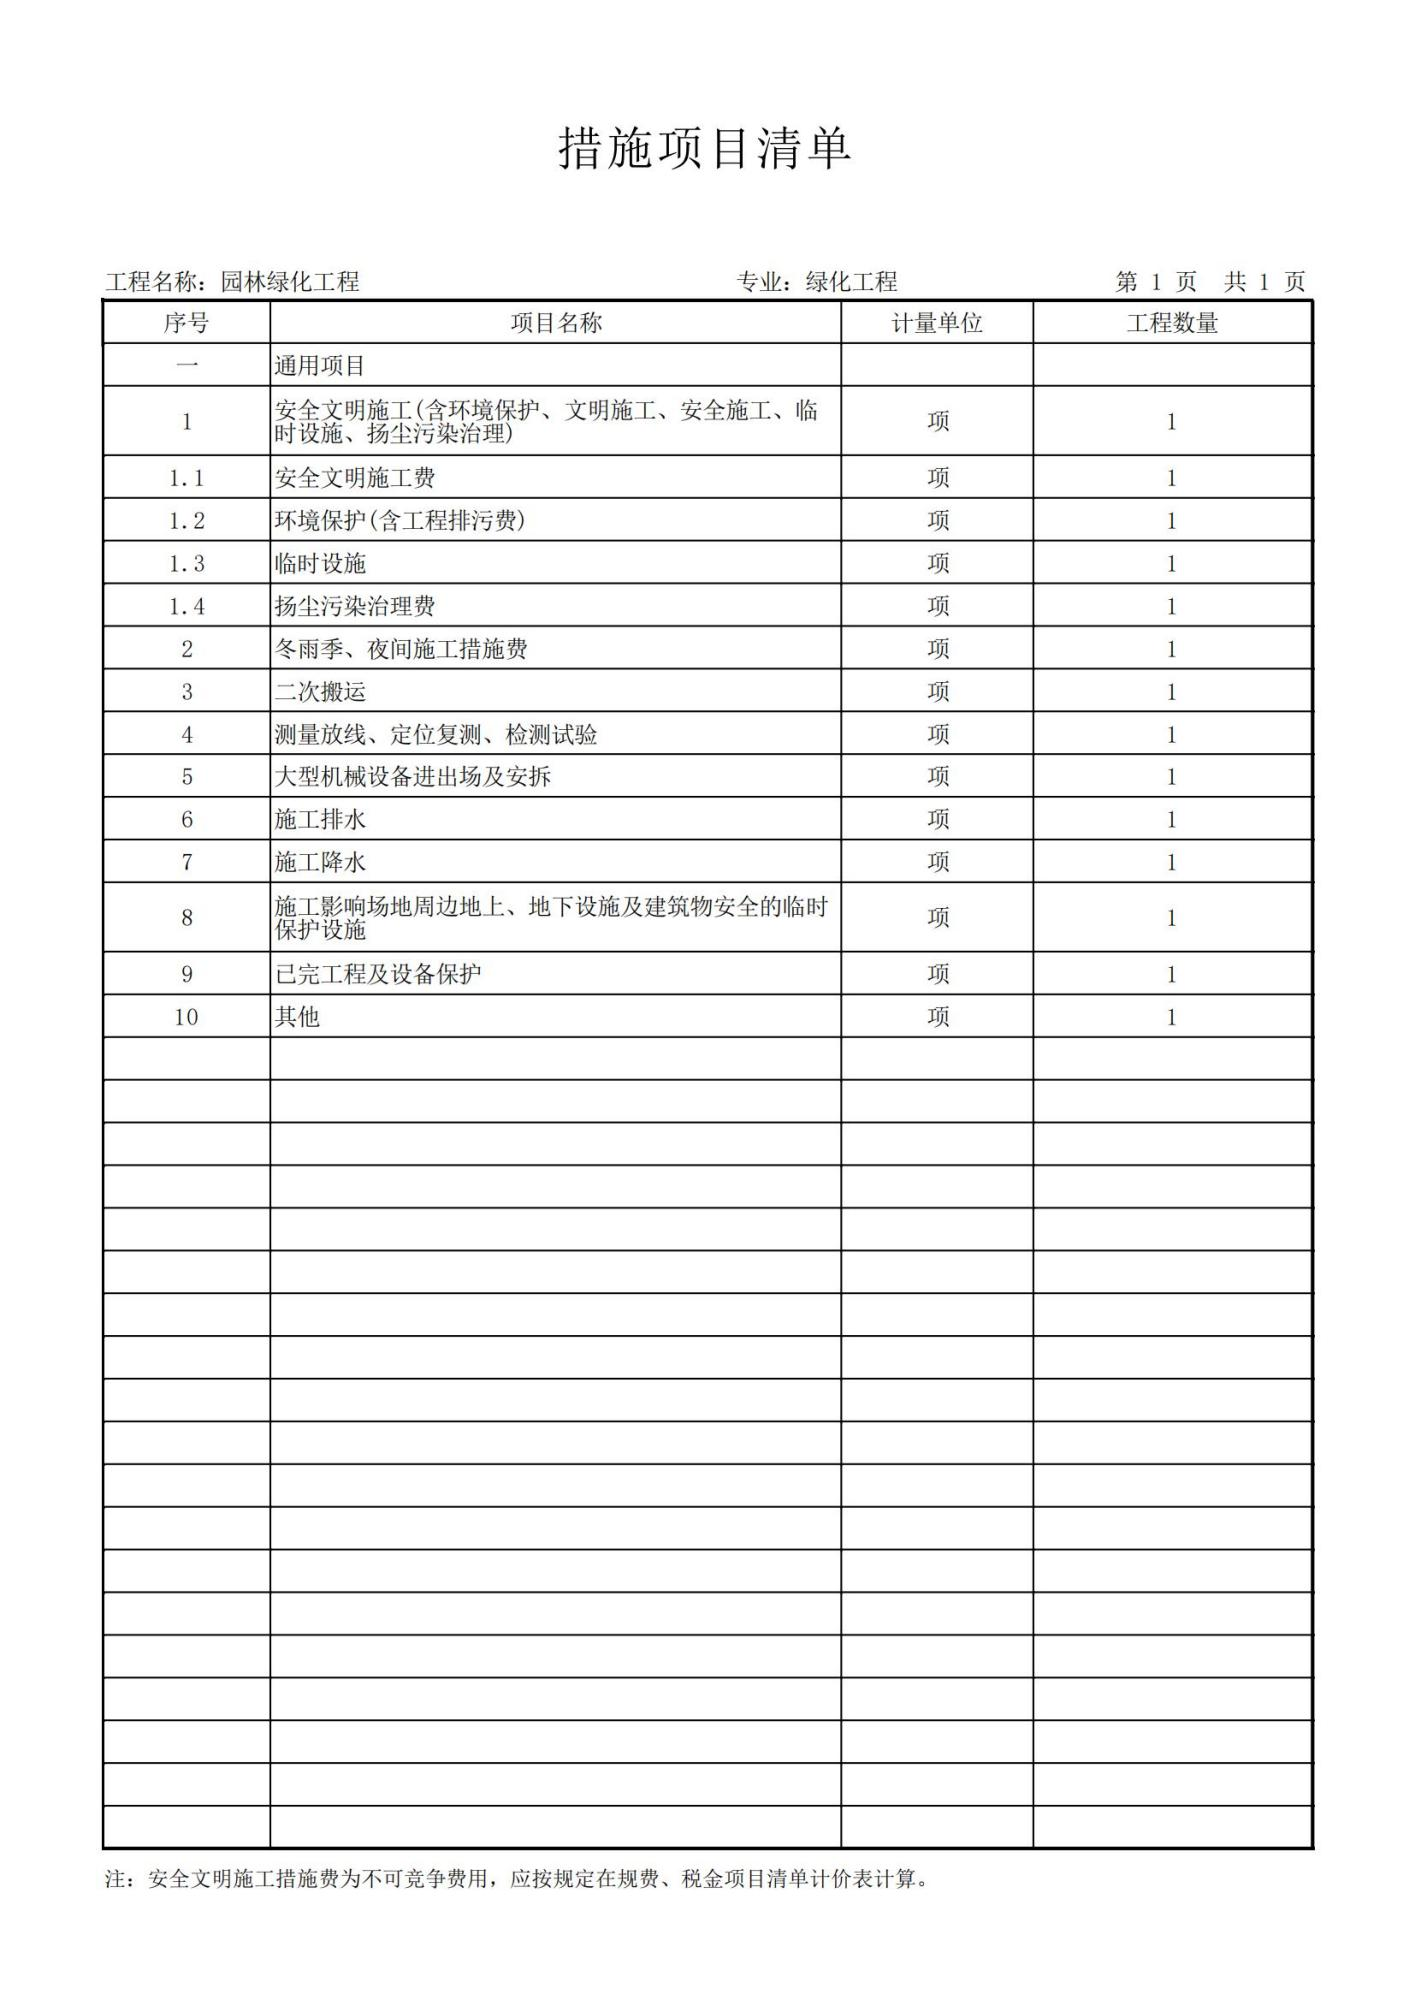 措施项目清单
工程名称：园林绿化工程 专业：绿化工程 第 1 页 共 1 页
序号 项目名称 计量单位 工程数量
一 通用项目
1 安全文明施工(含环境保护、文明施工、安全施工、临 项 1
时设施、扬尘污染治理)
1.1 安全文明施工费 项 1
1.2 环境保护(含工程排污费) 项 1
1.3 临时设施 项 1
1.4 扬尘污染治理费 项 1
2 冬雨季、夜间施工措施费 项 1
3 二次搬运 项 1
4 测量放线、定位复测、检测试验 项 1
5 大型机械设备进出场及安拆 项 1
6 施工排水 项 1
7 施工降水 项 1
8 施工影响场地周边地上、地下设施及建筑物安全的临时 项 1
保护设施
9 已完工程及设备保护 项 1
10 其他 项 1
注：安全文明施工措施费为不可竞争费用，应按规定在规费、税金项目清单计价表计算。